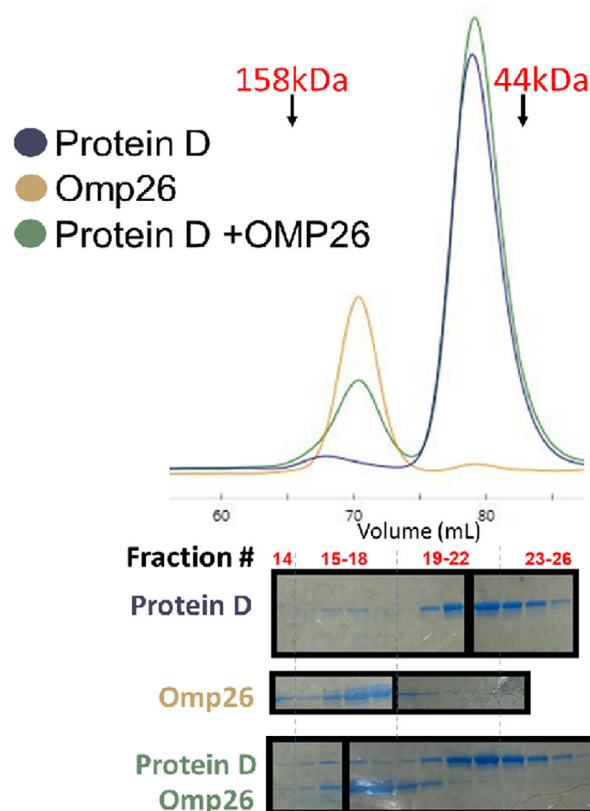 158kDa 44kDa
Protein D
Omp26
Protein D +OMP26
60 70 80
Volume (mL)
Fraction # 14 15-18 19-22 23-26
Protein D
Omp26
Protein D
Omp26